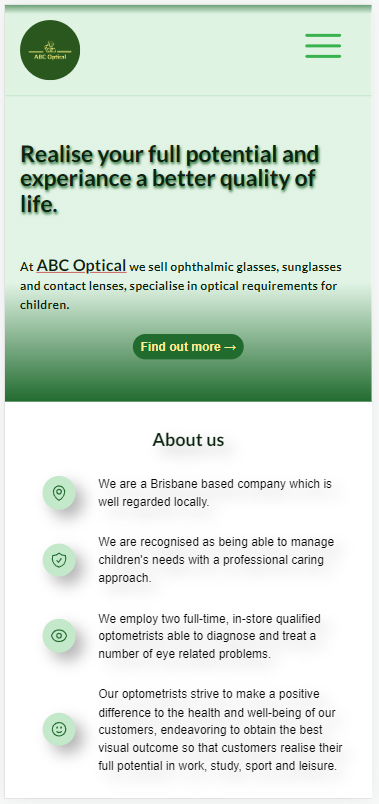 ABC Optical
Realise your full potential and
experiance a better quality of
life.
At ABC Optical we sell ophthalmic glasses, sunglasses
and contact lenses, specialise in optical requirements for
children.
Find out more →
About us
We are a Brisbane based company which is
well regarded locally.
We are recognised as being able to manage
children's needs with a professional caring
approach.
We employ two full-time, in-store qualified
optometrists able to diagnose and treat a
number of eye related problems.
Our optometrists strive to make a positive
difference to the health and well-being of our
customers, endeavoring to obtain the best
visual outcome so that customers realise their
full potential in work, study, sport and leisure.